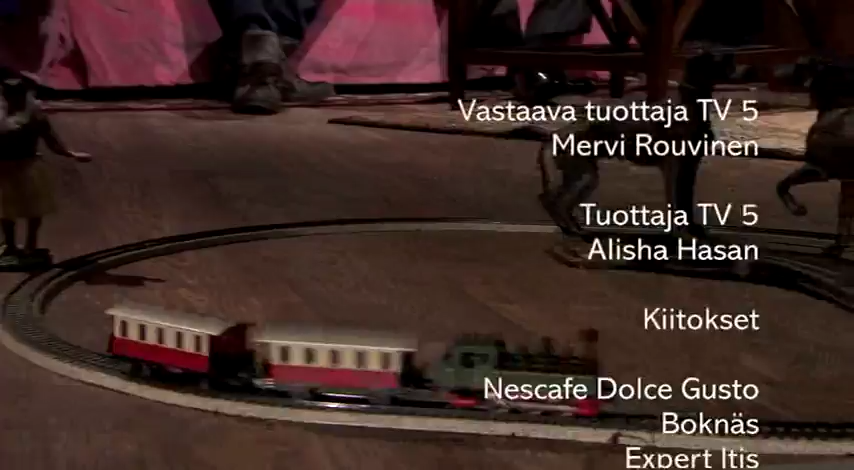 Vastaava tuottaja TV 5
Mervi Rouvinen
Tuottaja TV 5
Alisha Hasan
Kiitokset
Nescafe Dolce Gusto
Boknäs
Expert Itis